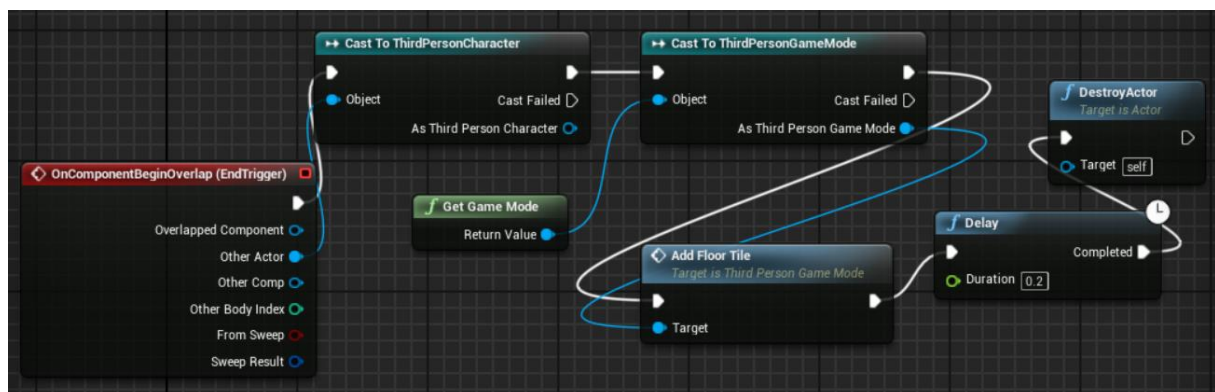 OnComponentBeginOverlap (EndTrigger)
Overlapped Component
Other Actor
Other Comp
Other Body Index
From Sweep
Sweep Result
Cast To ThirdPersonCharacter
Object
Cast Failed
As Third Person Character
Get Game Mode
Return Value
Cast To ThirdPersonGameMode
Object
Cast Failed
As Third Person Game Mode
f Add Floor Tile
Target is Third Person Game Mode
Target
f Delay
Completed
Duration 0.2
f DestroyActor
Target is Actor
Target self